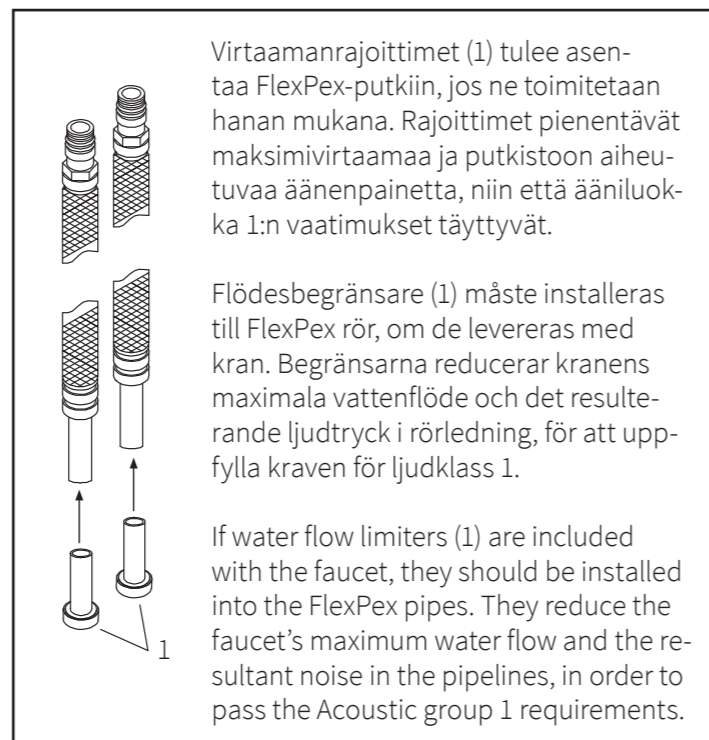 Virtaamanrajoittimet (1) tulee asen-
taa FlexPex-putkiin, jos ne toimitetaan
hanan mukana. Rajoittimet pienentävät
maksimivirtaamaa ja putkistoon aiheu-
tuvaa äänenpainetta, niin että ääniluok-
ka 1:n vaatimukset täyttyvät.
Flödesbegränsare (1) måste installeras
till FlexPex rör, om de levereras med
kran. Begränsarna reducerar kranens
maximala vattenflöde och det resulte-
rande ljudtryck i rörledning, för att upp-
fylla kraven för ljudklass 1.
If water flow limiters (1) are included
with the faucet, they should be installed
into the FlexPex pipes. They reduce the
faucet's maximum water flow and the re-
sultant noise in the pipelines, in order to
pass the Acoustic group 1 requirements.
1